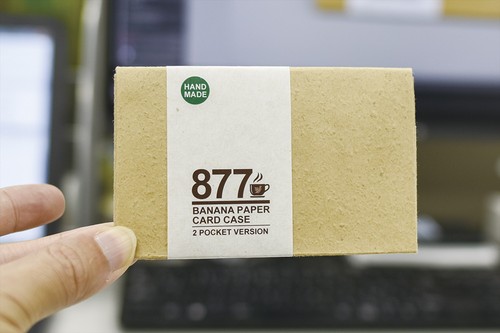 HAND
MADE
877
BANANA PAPER
CARD CASE
2 POCKET VERSION